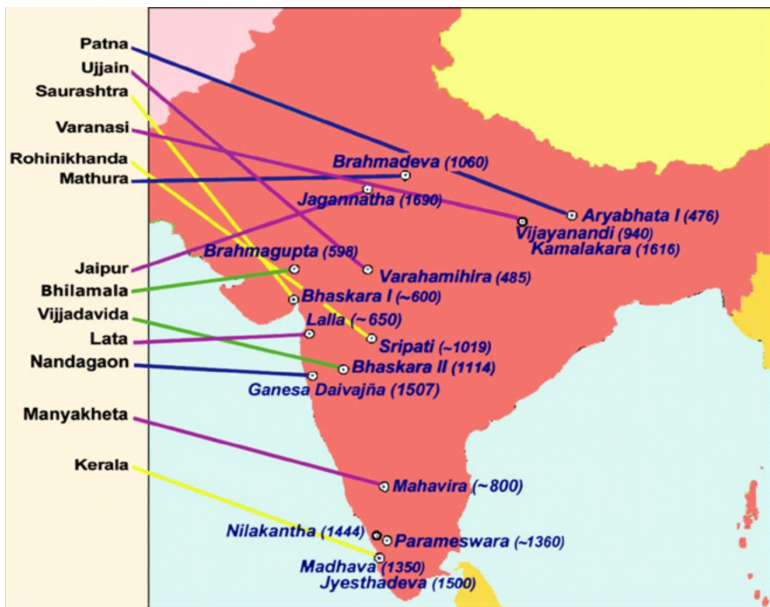 Patna
Ujjain
Saurashtra
Varanasi
Rohinikhanda
Mathura
Jaipur
Bhilamala
Vijjadavida
Lata
Nandagaon
Manyakheta
Kerala
Brahmadeva (1060)
Jagannatha (1690)
Aryabhata I (476)
Vijayanandi (940)
Kamalakara (1616)
Brahmagupta (598)
Varahamihira (485)
Bhaskara I (~600)
Lalla (~650)
Sripati (~1019)
Bhaskara II (1114)
Ganesa Daivajña (1507)
Mahavira (~800)
Nilakantha (1444)
Parameswara (~1360)
Madhava (1350)
Jyesthadeva (1500)